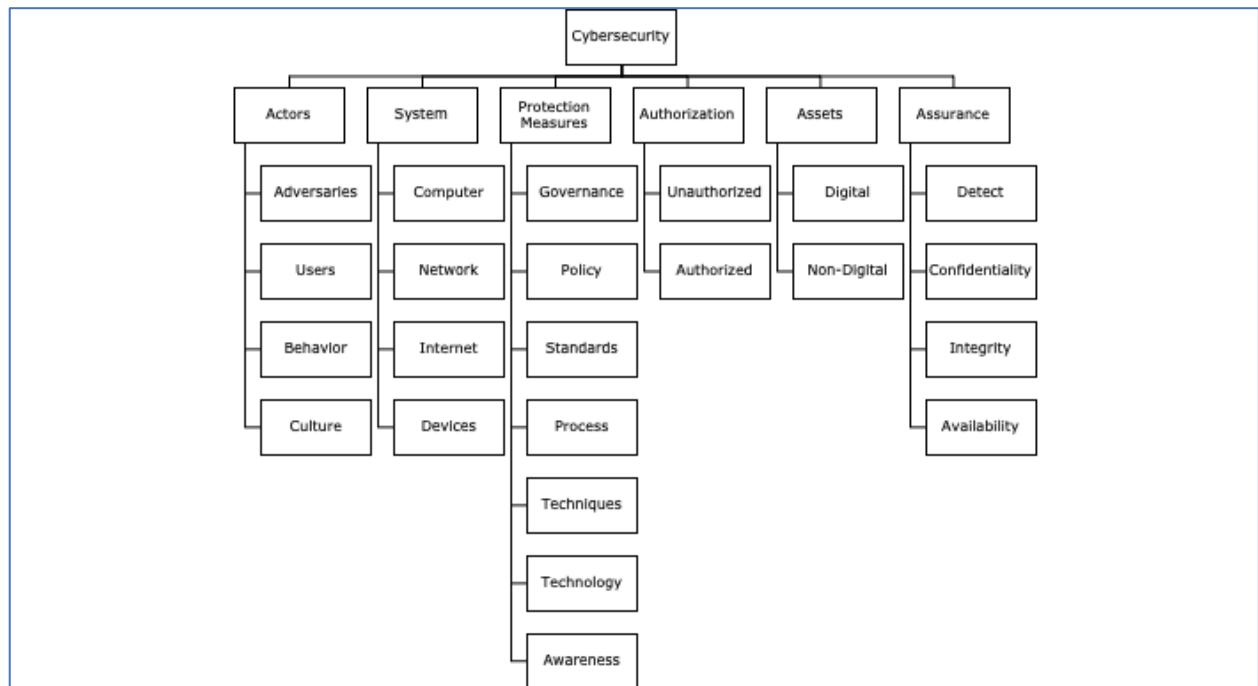 Cybersecurity
Actors
System
Protection
Measures
Authorization
Assets
Assurance
Adversaries
Computer
Governance
Unauthorized
Digital
Detect
Users
Network
Policy
Authorized
Non-Digital
Confidentiality
Behavior
Internet
Standards
Integrity
Culture
Devices
Process
Availability
Techniques
Technology
Awareness